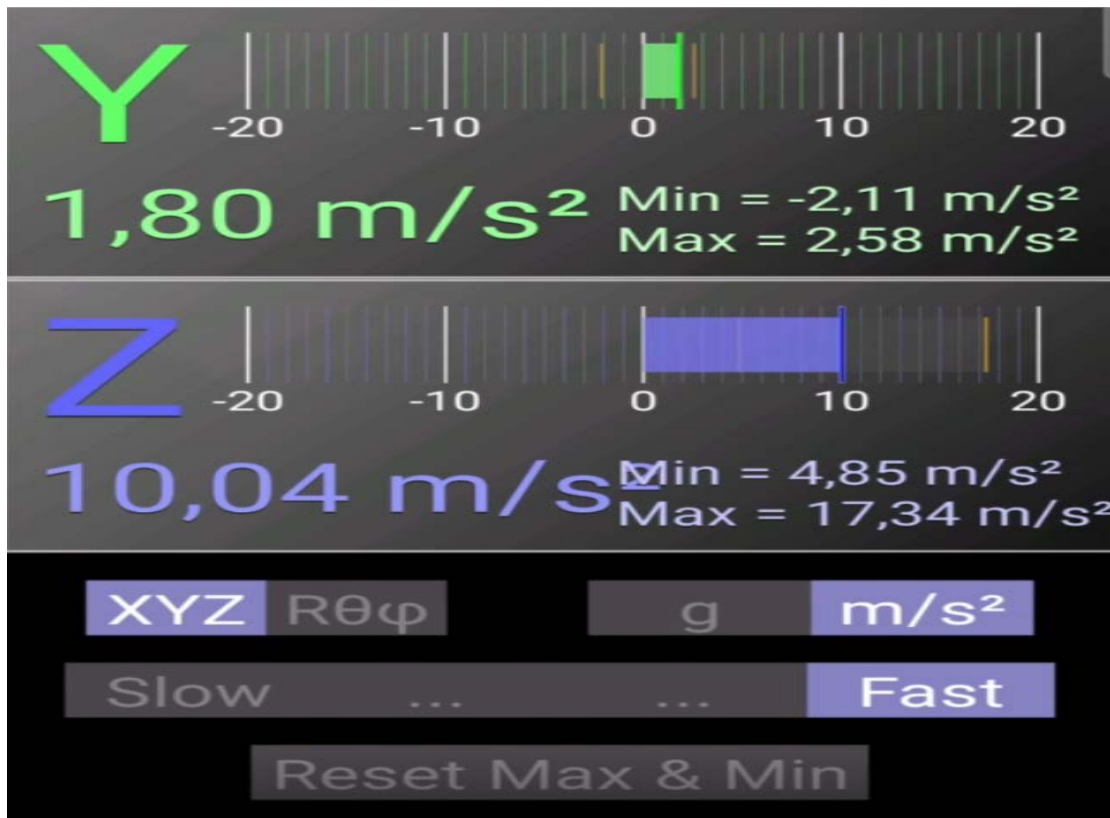 Y
-20 -10 0 10 20
1,80 m/s² Min = -2,11 m/s²
Max = 2,58 m/s²
Z
-20 -10 0 10 20
10,04 m/s² Min = 4,85 m/s²
Max = 17,34 m/s²
XYZ Rθφ g m/s²
Slow ... ... Fast
Reset Max & Min